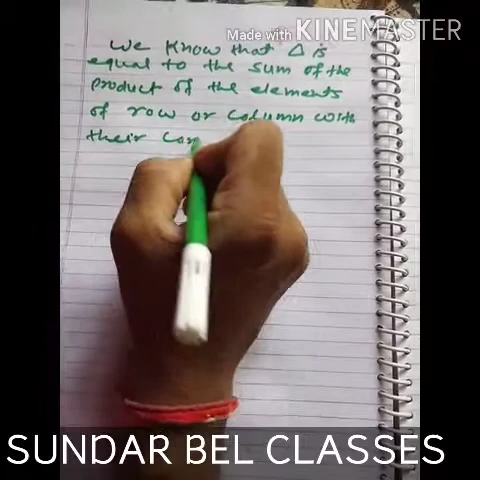 Made with KINEMASTER
We know that Δ is
equal to the sum of the
product of the elements
of row or column with
their cor
SUNDAR BEL CLASSES